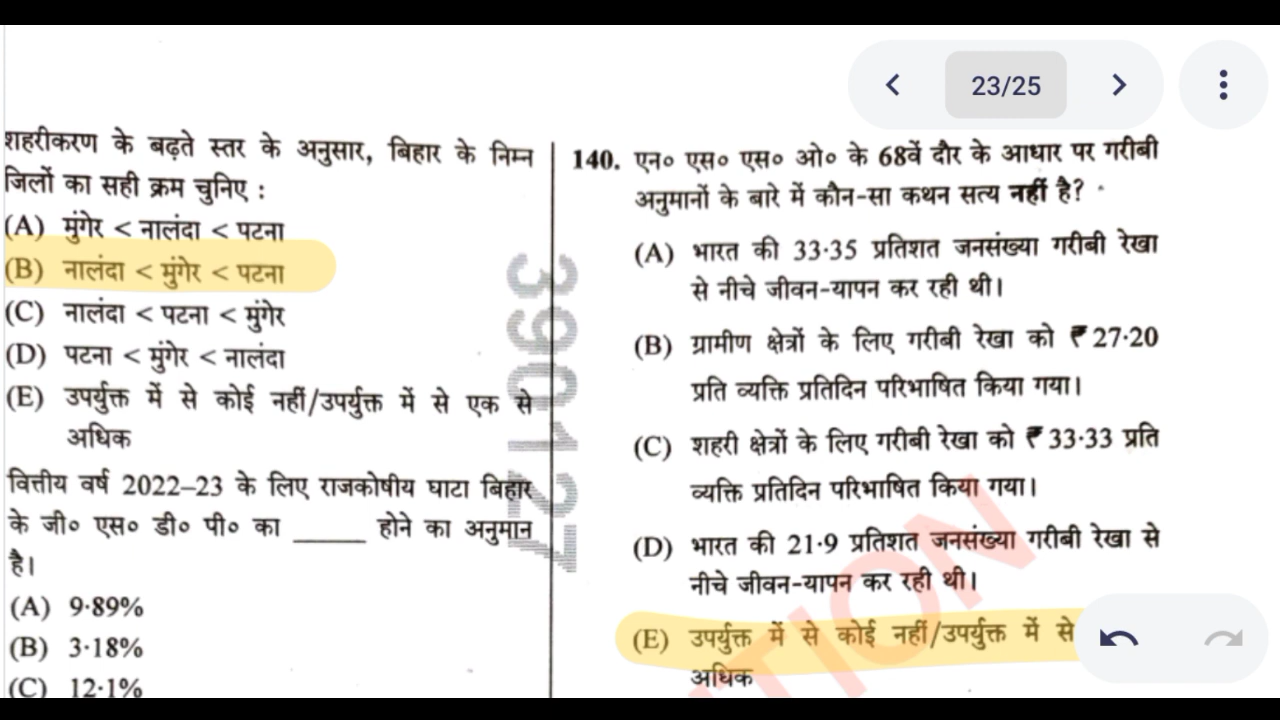 23/25
शहरीकरण के बढ़ते स्तर के अनुसार, बिहार के निम्न
जिलों का सही क्रम चुनिए :
(A) मुंगेर < नालंदा < पटना
(B) नालंदा < मुंगेर < पटना
(C) नालंदा < पटना < मुंगेर
(D) पटना < मुंगेर < नालंदा
(E) उपर्युक्त में से कोई नहीं/उपर्युक्त में से एक से
अधिक
वित्तीय वर्ष 2022–23 के लिए राजकोषीय घाटा बिहार
के जी० एस० डी० पी० का ______ होने का अनुमान
है।
(A) 9·89%
(B) 3·18%
(C) 12·1%
390127
140. एन० एस० एस० ओ० के 68वें दौर के आधार पर गरीबी
अनुमानों के बारे में कौन-सा कथन सत्य नहीं है?
(A) भारत की 33·35 प्रतिशत जनसंख्या गरीबी रेखा
से नीचे जीवन-यापन कर रही थी।
(B) ग्रामीण क्षेत्रों के लिए गरीबी रेखा को ₹ 27·20
प्रति व्यक्ति प्रतिदिन परिभाषित किया गया।
(C) शहरी क्षेत्रों के लिए गरीबी रेखा को ₹ 33·33 प्रति
व्यक्ति प्रतिदिन परिभाषित किया गया।
(D) भारत की 21·9 प्रतिशत जनसंख्या गरीबी रेखा से
नीचे जीवन-यापन कर रही थी।
(E) उपर्युक्त में से कोई नहीं/उपर्युक्त में से
अधिक
TION